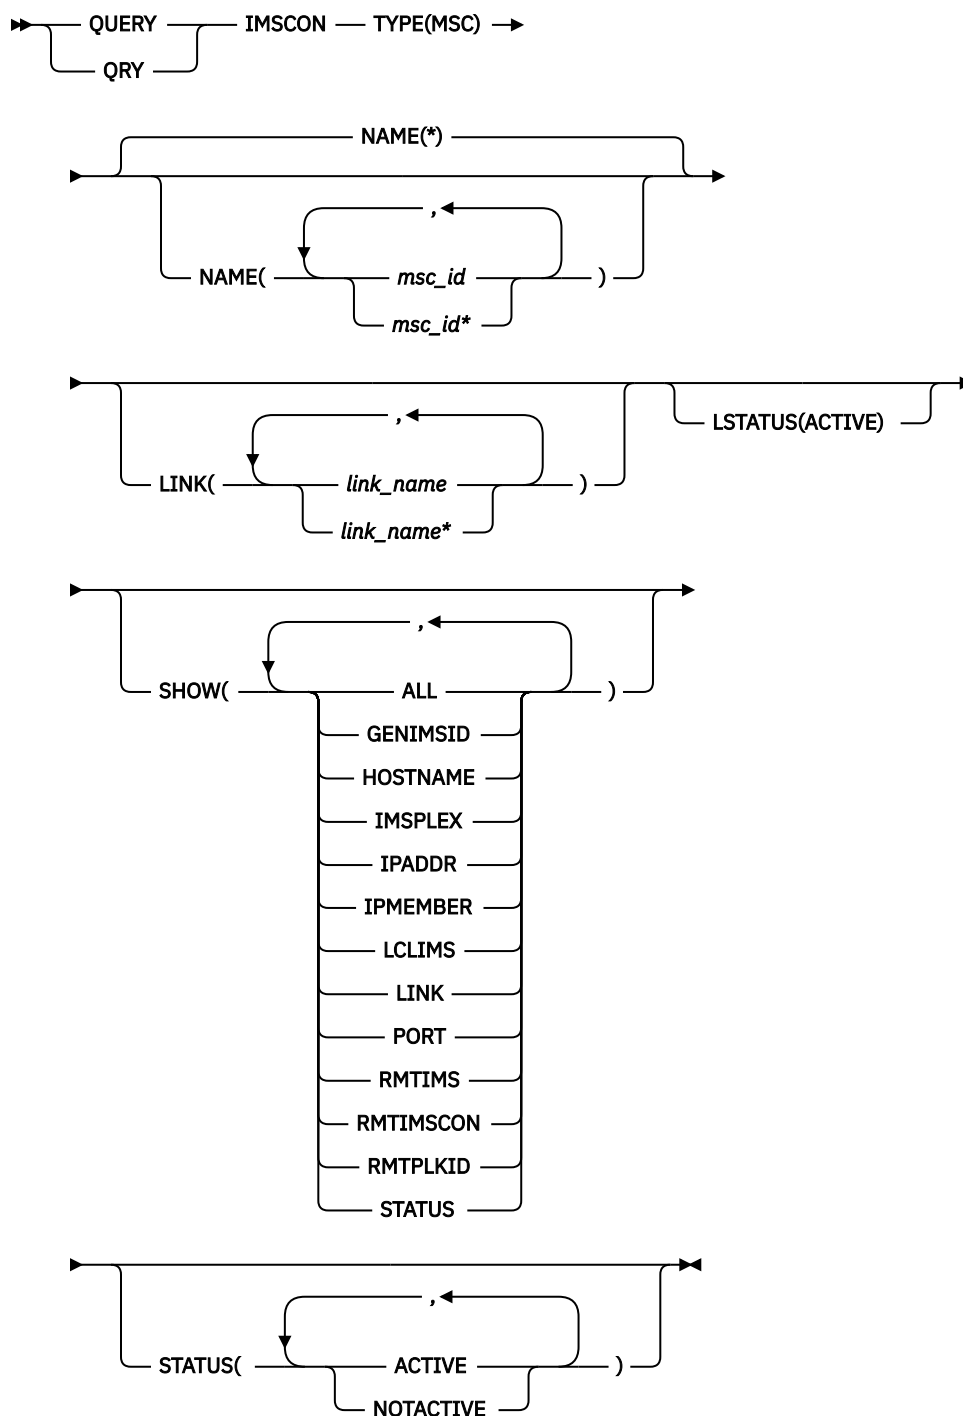 QUERY IMSCON TYPE(MSC)
QRY
NAME(*)
,
NAME( msc_id )
msc_id*
,
LSTATUS(ACTIVE)
LINK( link_name )
link_name*
,
SHOW( ALL )
GENIMSID
HOSTNAME
IMSPLEX
IPADDR
IPMEMBER
LCLIMS
LINK
PORT
RMTIMS
RMTIMSCON
RMTPLKID
STATUS
,
STATUS( ACTIVE )
NOTACTIVE